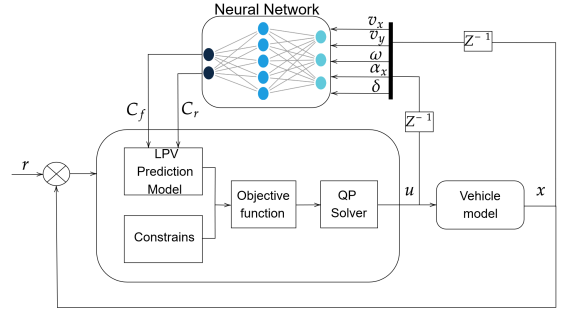 Neural Network
v_x
v_y
ω
α_x
δ
Z^{-1}
Z^{-1}
C_f
C_r
r
LPV
Prediction
Model
Constrains
Objective
function
QP
Solver
u
Vehicle
model
x